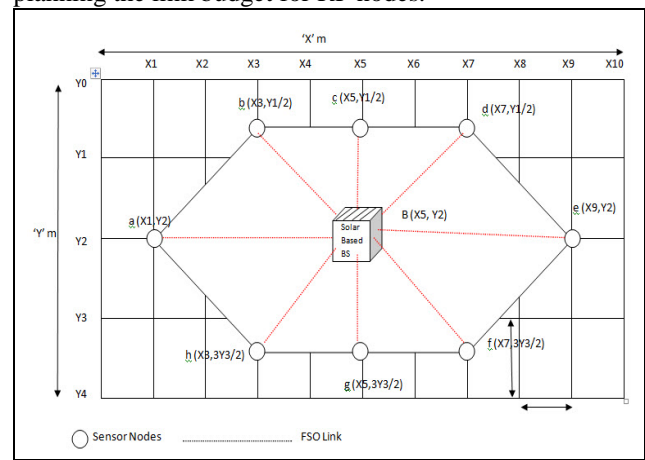 planning the link budget for RF nodes.
'X' m
X1 X2 X3 X4 X5 X6 X7 X8 X9 X10
Y0
b (X3,Y1/2) c (X5,Y1/2) d (X7,Y1/2)
Y1
a (X1,Y2) B (X5, Y2) e (X9,Y2)
Solar
Based
BS
'Y' m
Y2
Y3
h (X3,3Y3/2) f (X7,3Y3/2)
g (X5,3Y3/2)
Y4
Sensor Nodes FSO Link